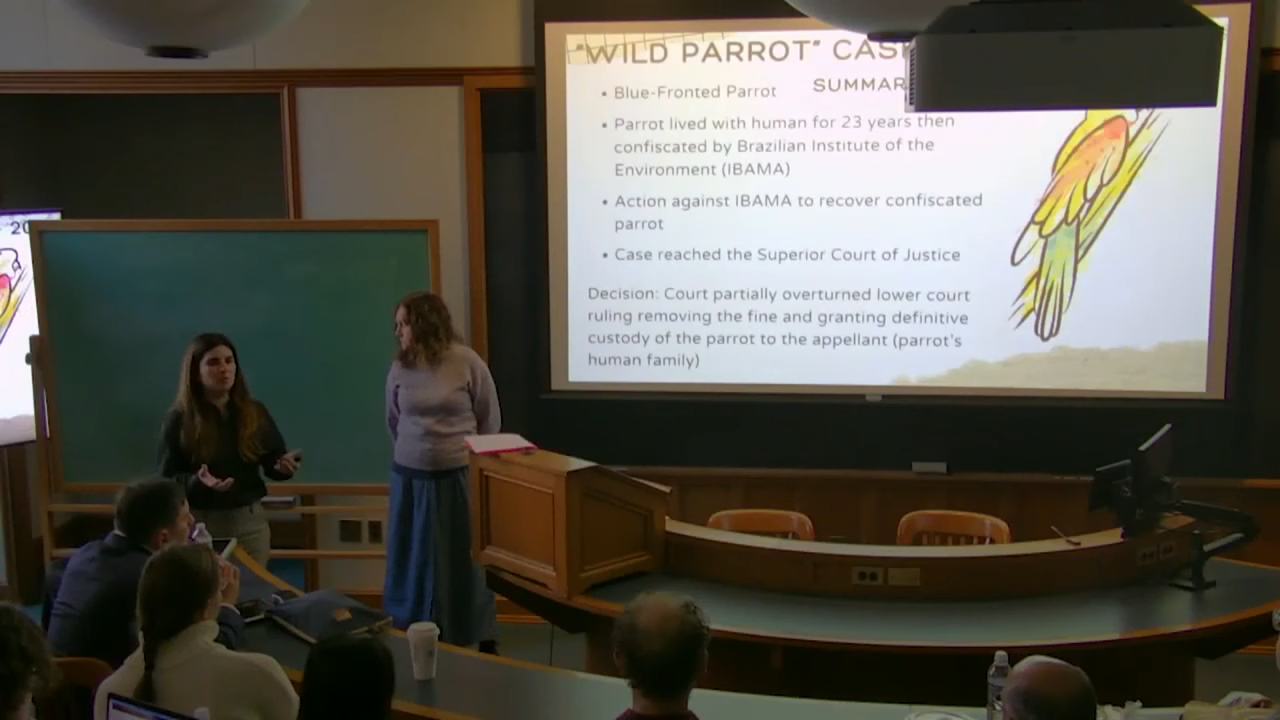 "WILD PARROT" CAS
SUMMAR
• Blue-Fronted Parrot
• Parrot lived with human for 23 years then
confiscated by Brazilian Institute of the
Environment (IBAMA)
• Action against IBAMA to recover confiscated
parrot
• Case reached the Superior Court of Justice
Decision: Court partially overturned lower court
ruling removing the fine and granting definitive
custody of the parrot to the appellant (parrot's
human family)
20